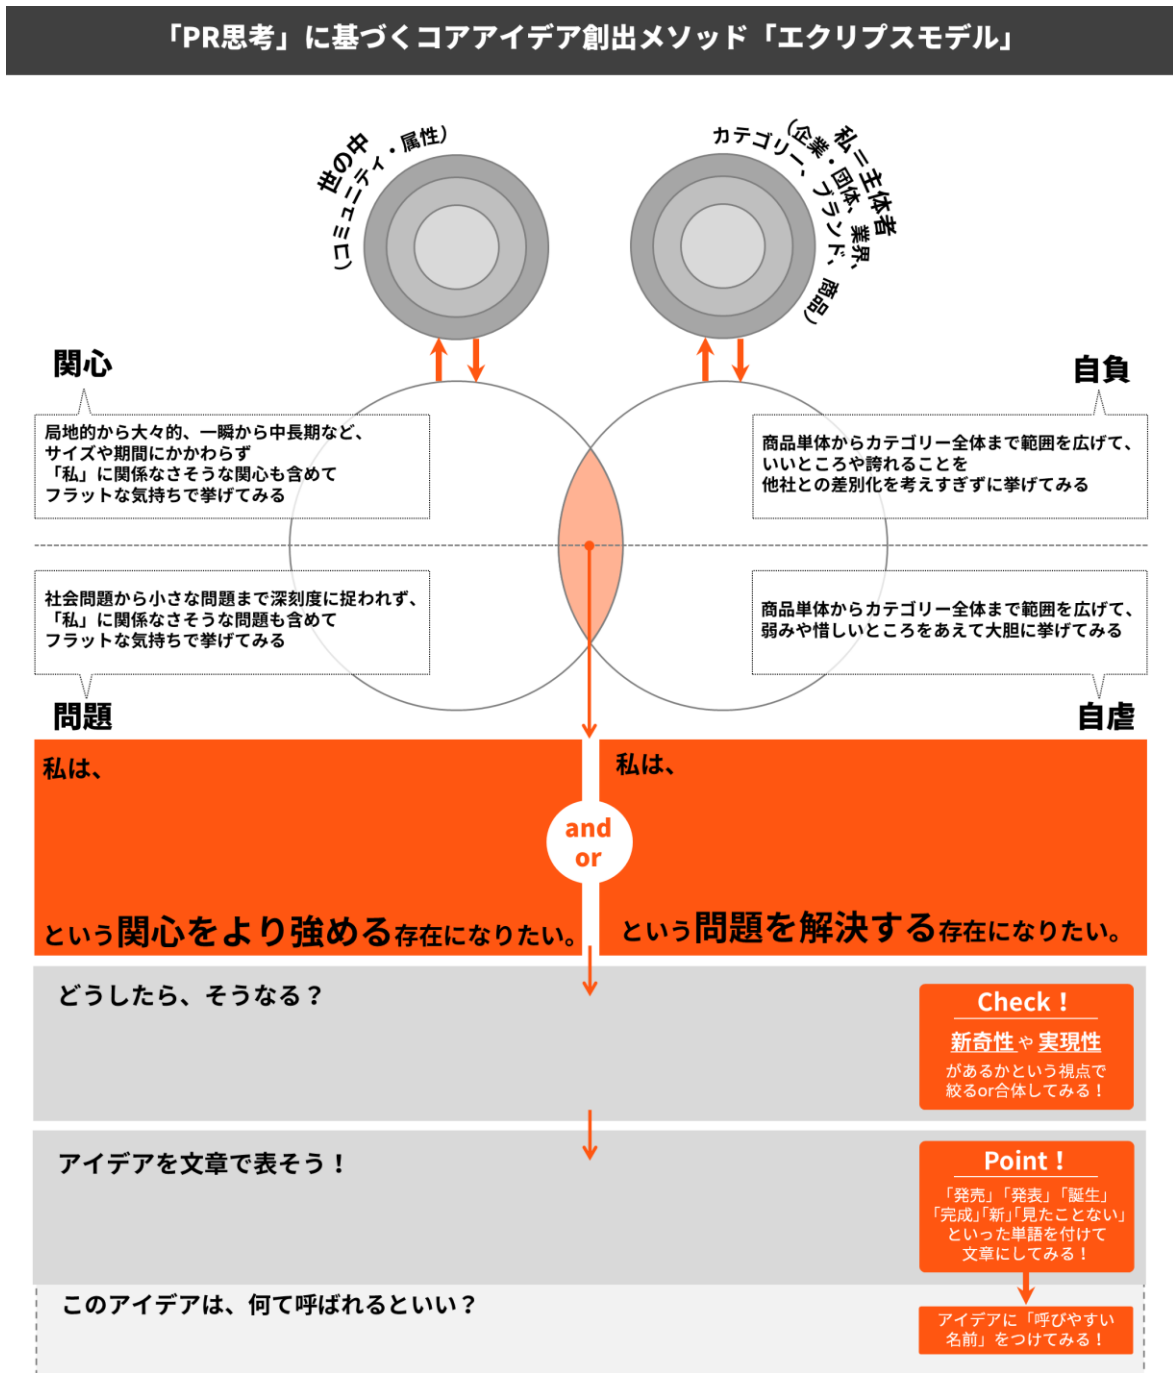 「PR思考」に基づくコアアイデア創出メソッド「エクリプスモデル」
世の中
（コミュニティ・属性）
私＝主体者
（企業・団体、業界、
カテゴリー、ブランド、商品）
関心
局地的から大々的、一瞬から中長期など、
サイズや期間にかかわらず
「私」に関係なさそうな関心も含めて
フラットな気持ちで挙げてみる
自負
商品単体からカテゴリー全体まで範囲を広げて、
いいところや誇れることを
他社との差別化を考えすぎずに挙げてみる
社会問題から小さな問題まで深刻度に捉われず、
「私」に関係なさそうな問題も含めて
フラットな気持ちで挙げてみる
問題
商品単体からカテゴリー全体まで範囲を広げて、
弱みや惜しいところをあえて大胆に挙げてみる
自虐
私は、
という関心をより強める存在になりたい。
and
or
私は、
という問題を解決する存在になりたい。
どうしたら、そうなる？
Check！
新奇性や実現性
があるかという視点で
絞るor合体してみる！
アイデアを文章で表そう！
Point！
「発売」「発表」「誕生」
「完成」「新」「見たことない」
といった単語を付けて
文章にしてみる！
このアイデアは、何て呼ばれるといい？
アイデアに「呼びやすい
名前」をつけてみる！